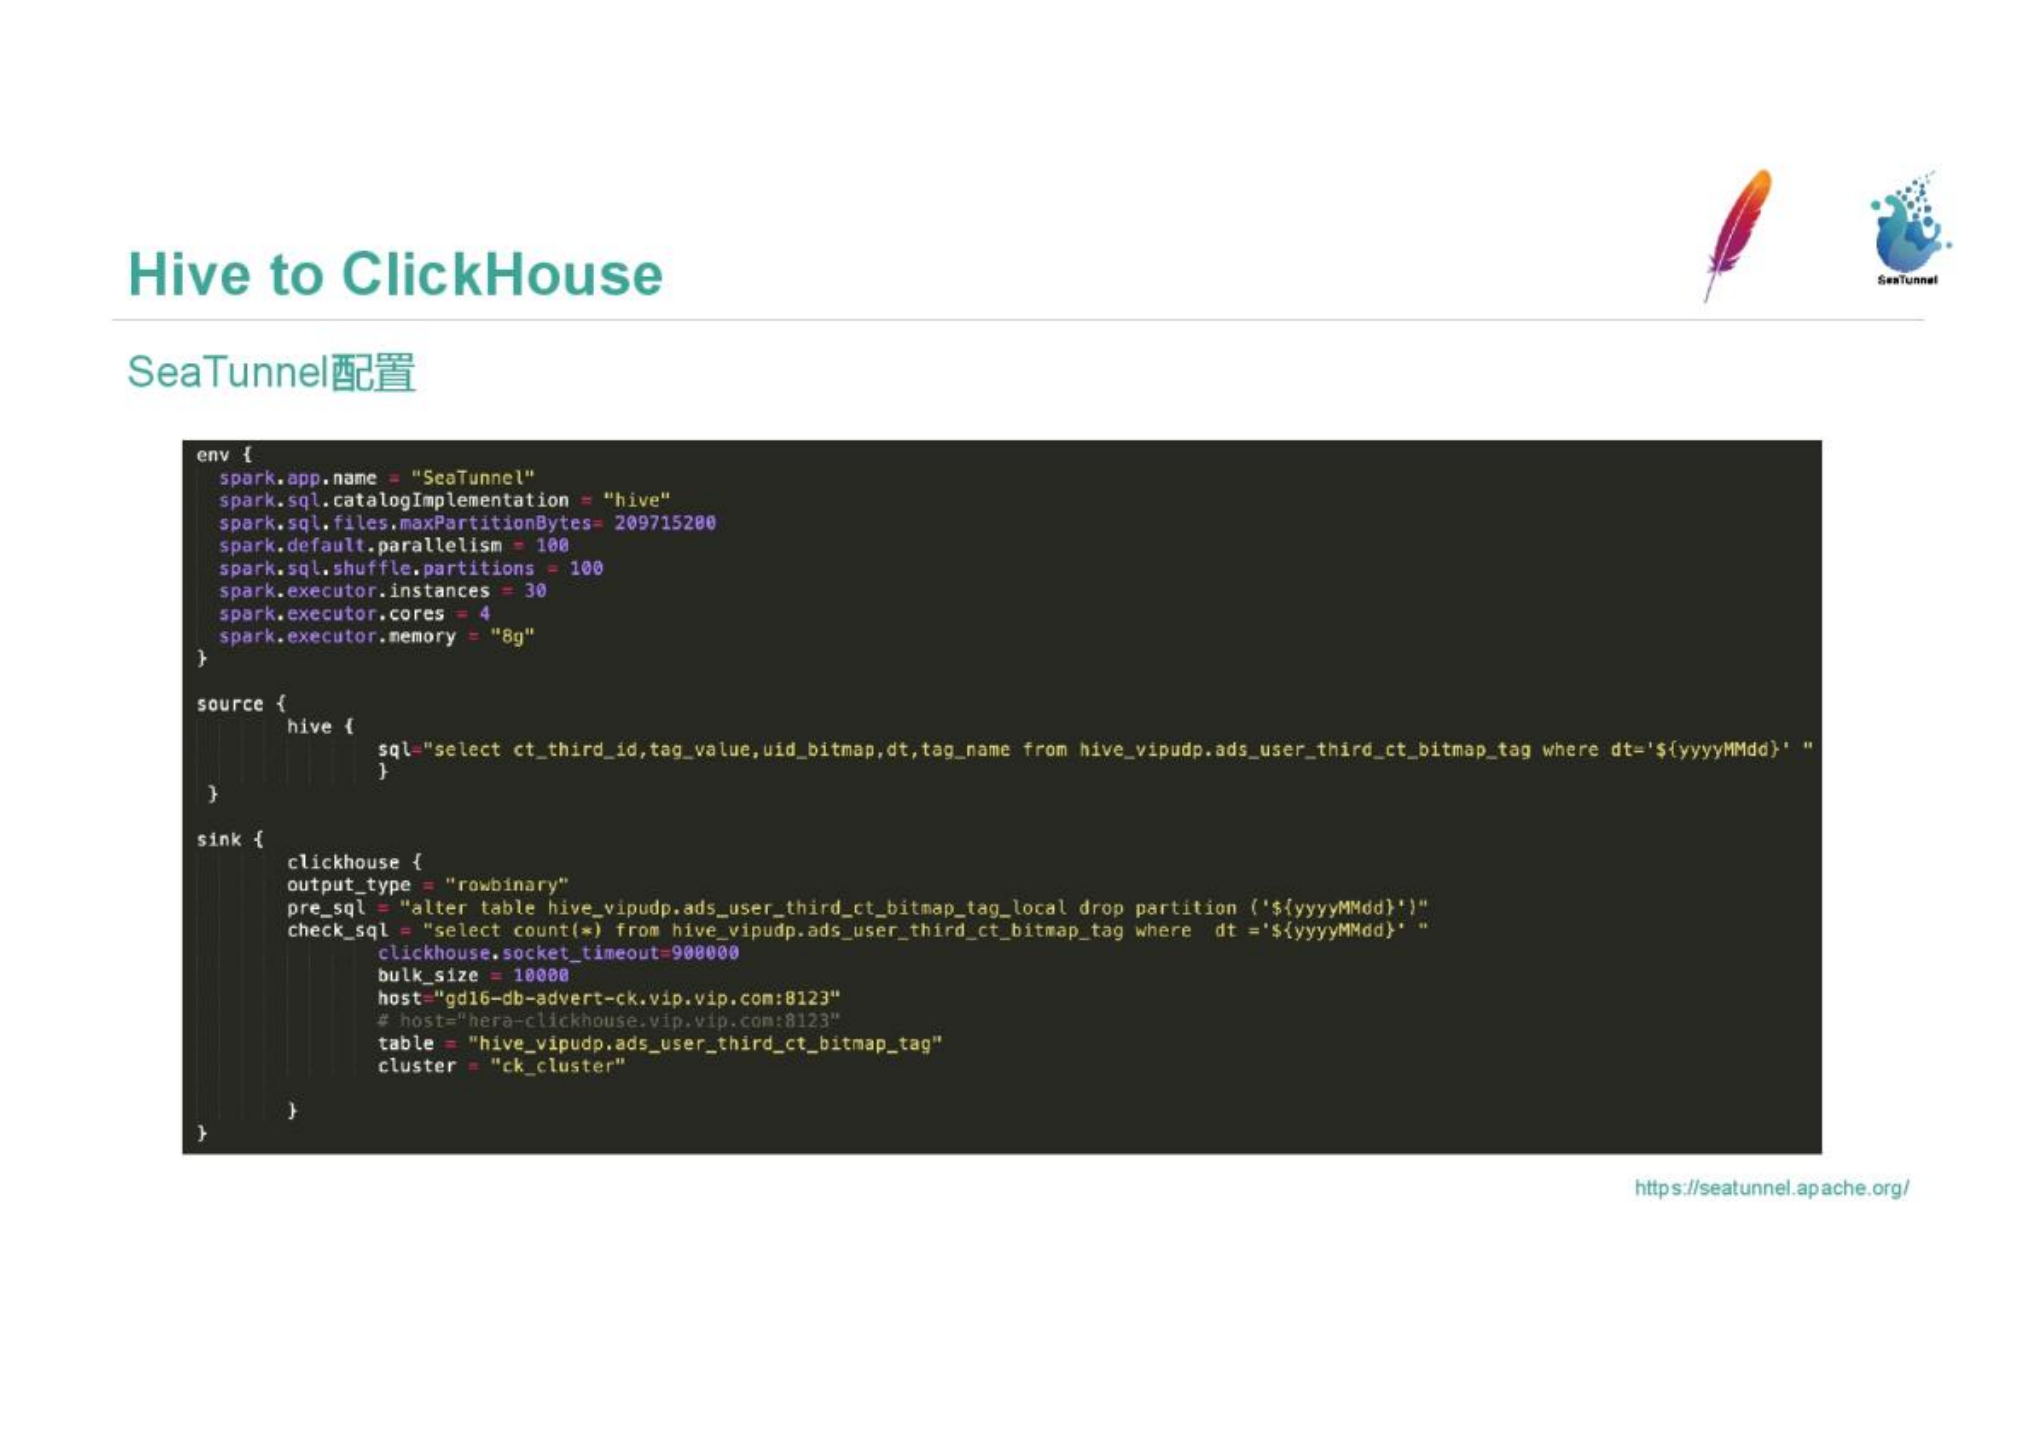 Hive to ClickHouse
SeaTunnel
SeaTunnel配置
env {
  spark.app.name = "SeaTunnel"
  spark.sql.catalogImplementation = "hive"
  spark.sql.files.maxPartitionBytes= 209715200
  spark.default.parallelism = 100
  spark.sql.shuffle.partitions = 100
  spark.executor.instances = 30
  spark.executor.cores = 4
  spark.executor.memory = "8g"
}
source {
        hive {
                sql="select ct_third_id,tag_value,uid_bitmap,dt,tag_name from hive_vipudp.ads_user_third_ct_bitmap_tag where dt='${yyyyMMdd}' "
                }
 }
sink {
        clickhouse {
        output_type = "rowbinary"
        pre_sql = "alter table hive_vipudp.ads_user_third_ct_bitmap_tag_local drop partition ('${yyyyMMdd}')"
        check_sql = "select count(*) from hive_vipudp.ads_user_third_ct_bitmap_tag where  dt ='${yyyyMMdd}' "
                clickhouse.socket_timeout=900000
                bulk_size = 10000
                host="gd16-db-advert-ck.vip.vip.com:8123"
                # host="hera-clickhouse.vip.vip.com:8123"
                table = "hive_vipudp.ads_user_third_ct_bitmap_tag"
                cluster = "ck_cluster"
        }
}
https://seatunnel.apache.org/